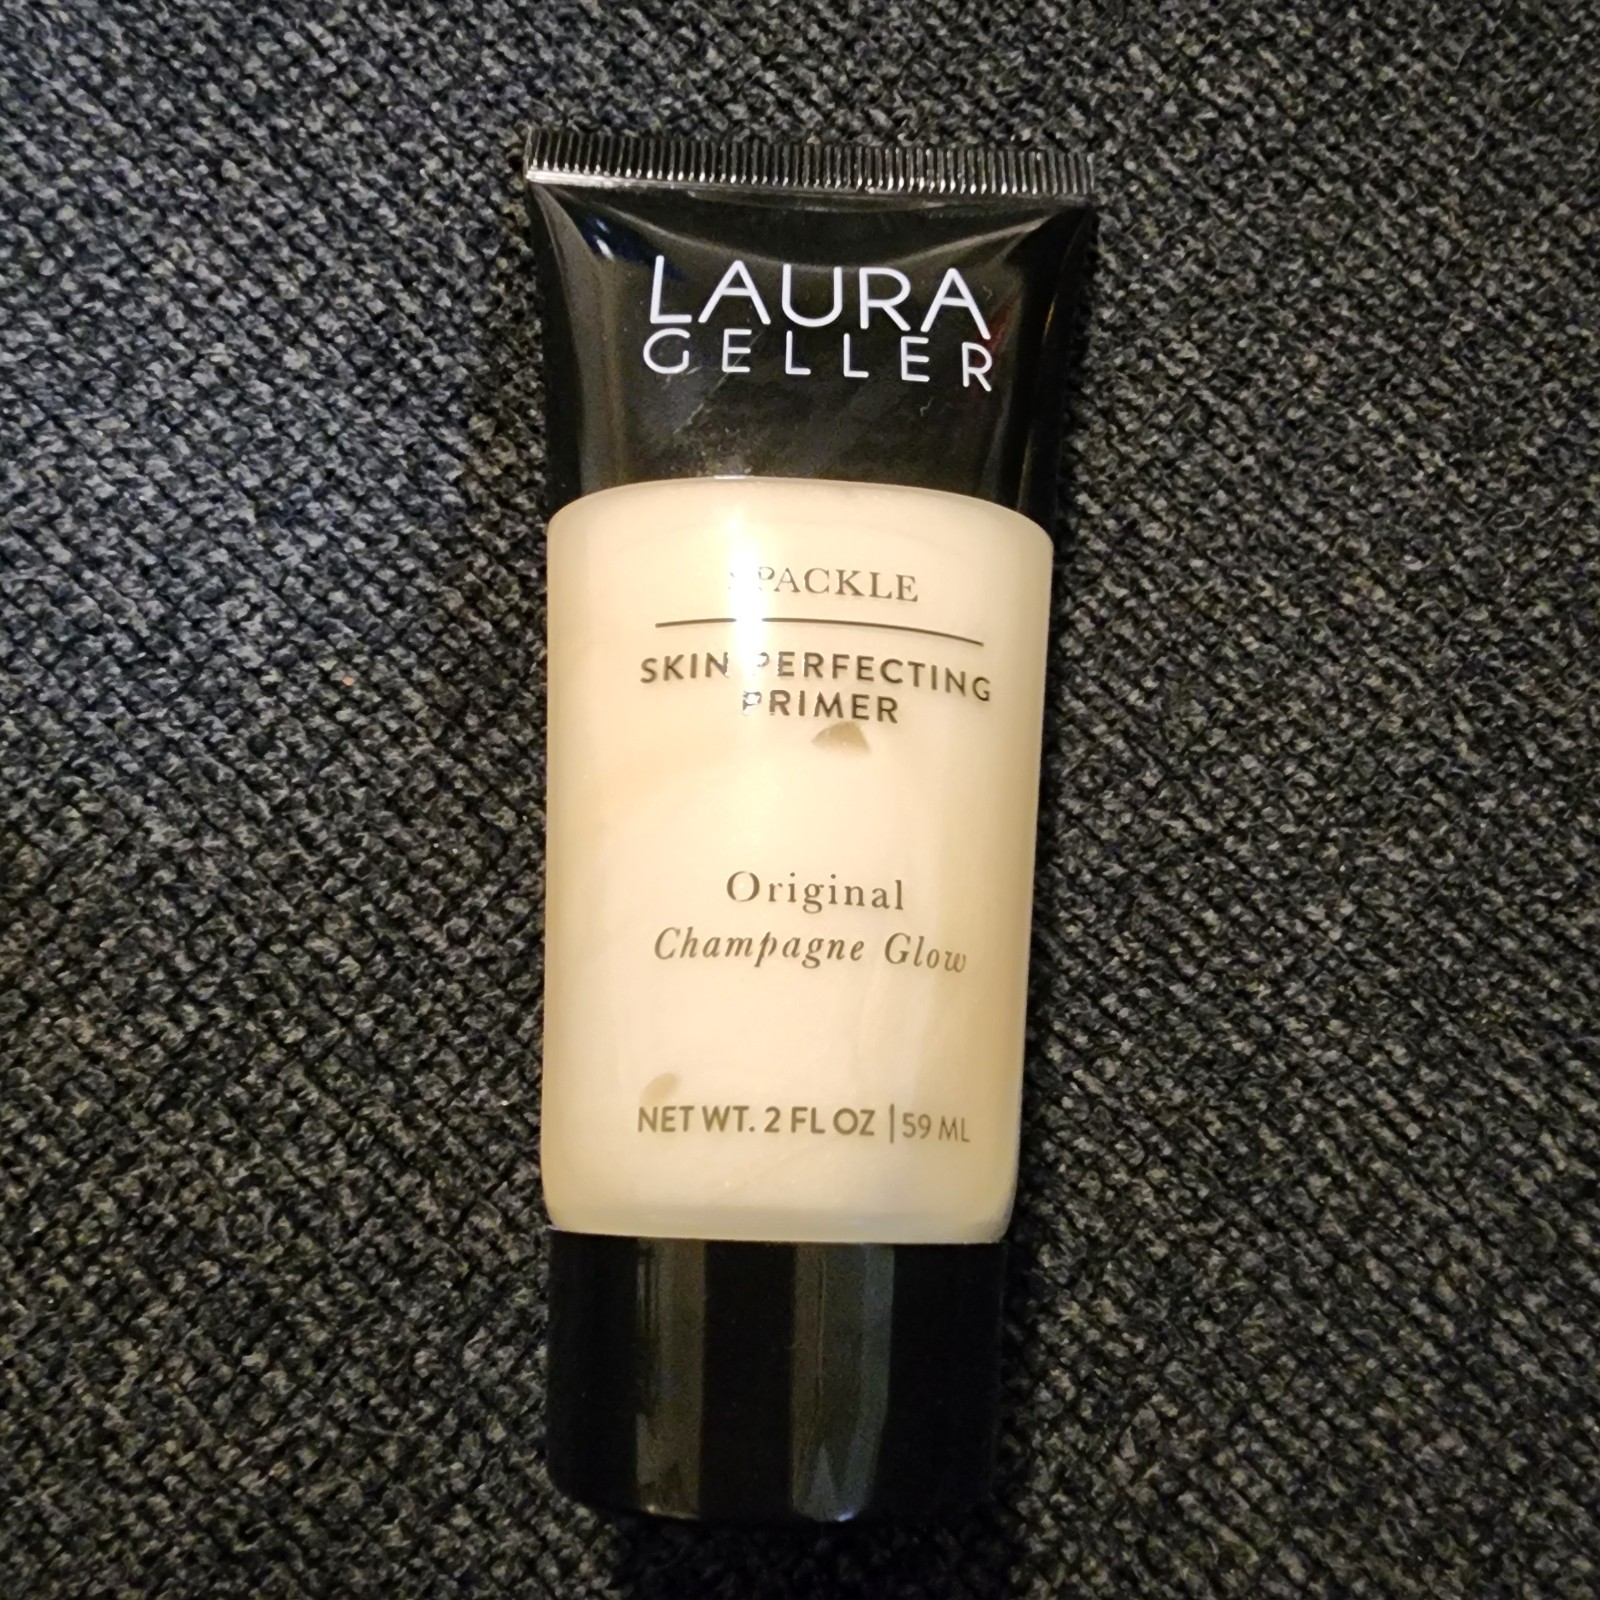 LAURA
GELLER
SPACKLE
SKIN PERFECTING
PRIMER
Original
Champagne Glow
NET WT. 2 FL OZ | 59 ML